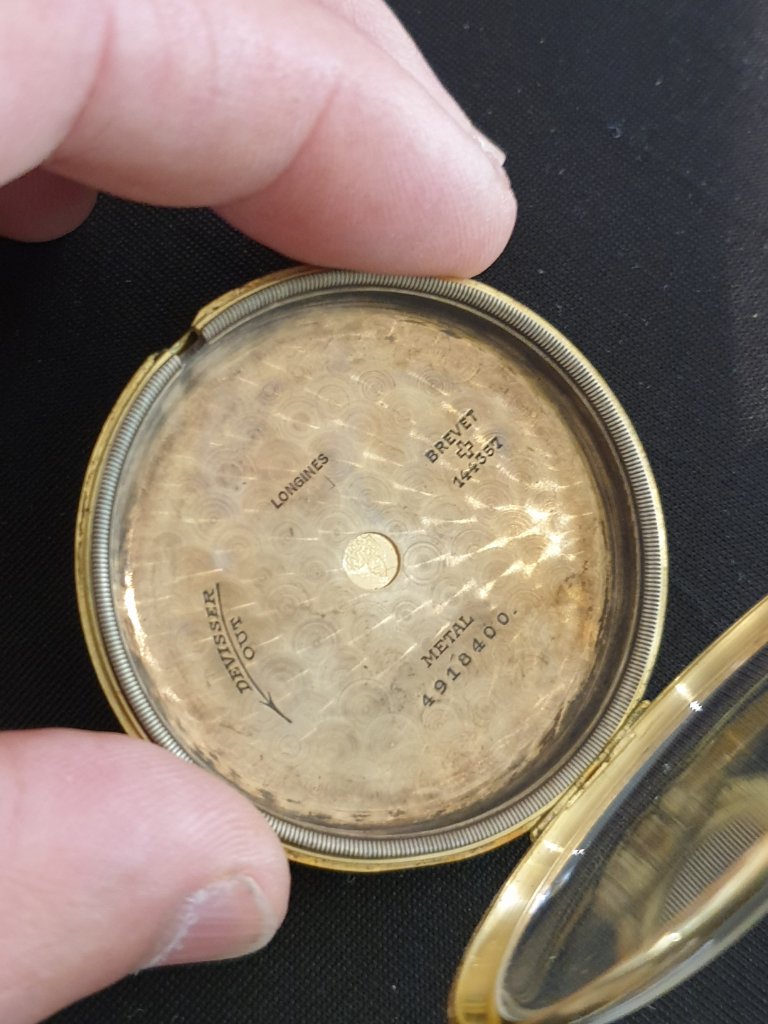 LONGINES
BREVET
144357
DEVISSER
OUT
METAL
4918400.